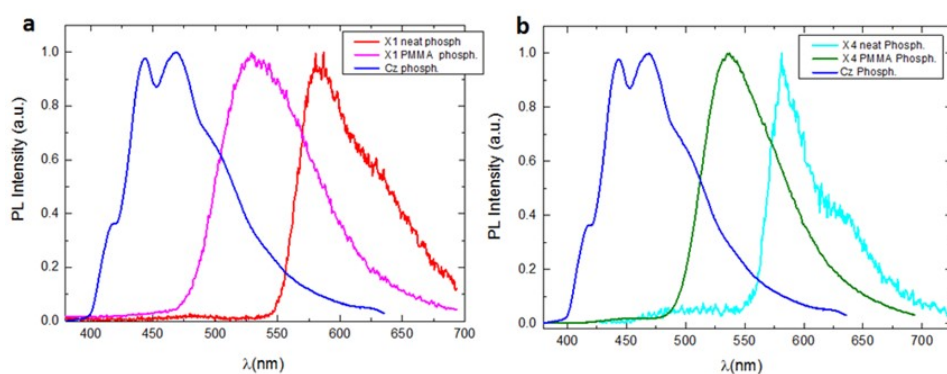 a
1.0
0.8
0.6
0.4
0.2
0.0
PL Intensity (a.u.)
X1 neat phosph
X1 PMMA phosph.
Cz phosph.
400
450
500
550
600
650
700
λ(nm)
b
1.0
0.8
0.6
0.4
0.2
0.0
PL Intensity (a.u.)
X4 neat Phosph.
X4 PMMA Phosph.
Cz Phosph.
400
450
500
550
600
650
700
λ(nm)